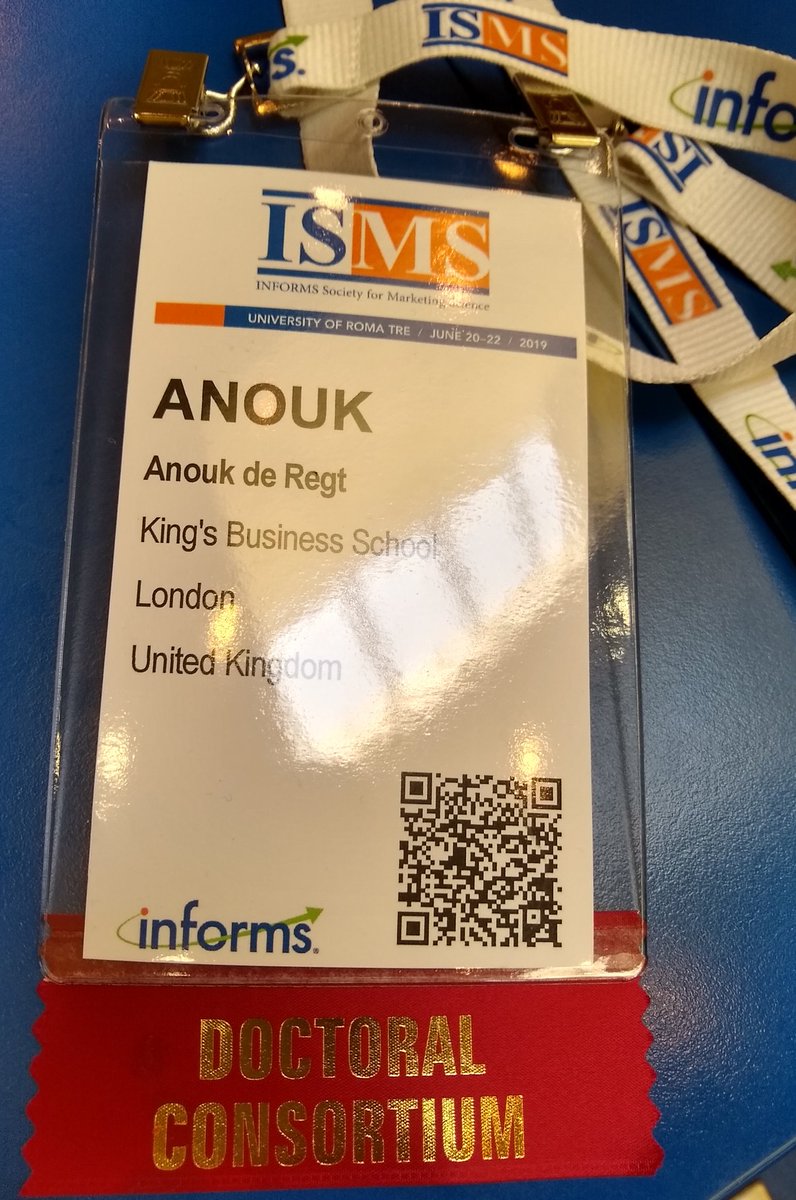 ISMS
informs.
ISMS
info
ISMS
INFORMS Society for Marketing Science
UNIVERSITY OF ROMA TRE / JUNE 20–22 / 2019
ANOUK
Anouk de Regt
King's Business School
London
United Kingdom
informs.
DOCTORAL
CONSORTIUM